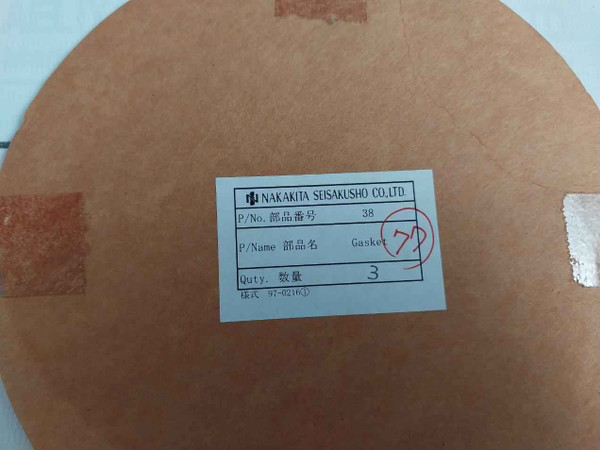 NAKAKITA SEISAKUSHO CO.,LTD.
P/No. 部品番号 38
P/Name 部品名 Gasket
77
Quty. 数量 3
様式 97-0216①